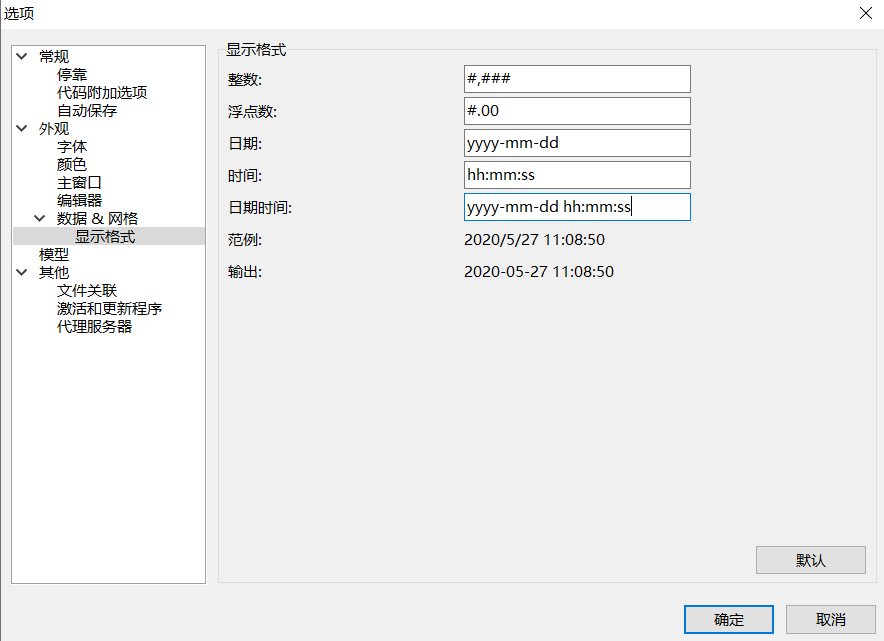 选项
常规
停靠
代码附加选项
自动保存
外观
字体
颜色
主窗口
编辑器
数据 & 网格
显示格式
模型
其他
文件关联
激活和更新程序
代理服务器
显示格式
整数: #,###
浮点数: #.00
日期: yyyy-mm-dd
时间: hh:mm:ss
日期时间: yyyy-mm-dd hh:mm:ss
范例: 2020/5/27 11:08:50
输出: 2020-05-27 11:08:50
默认
确定 取消